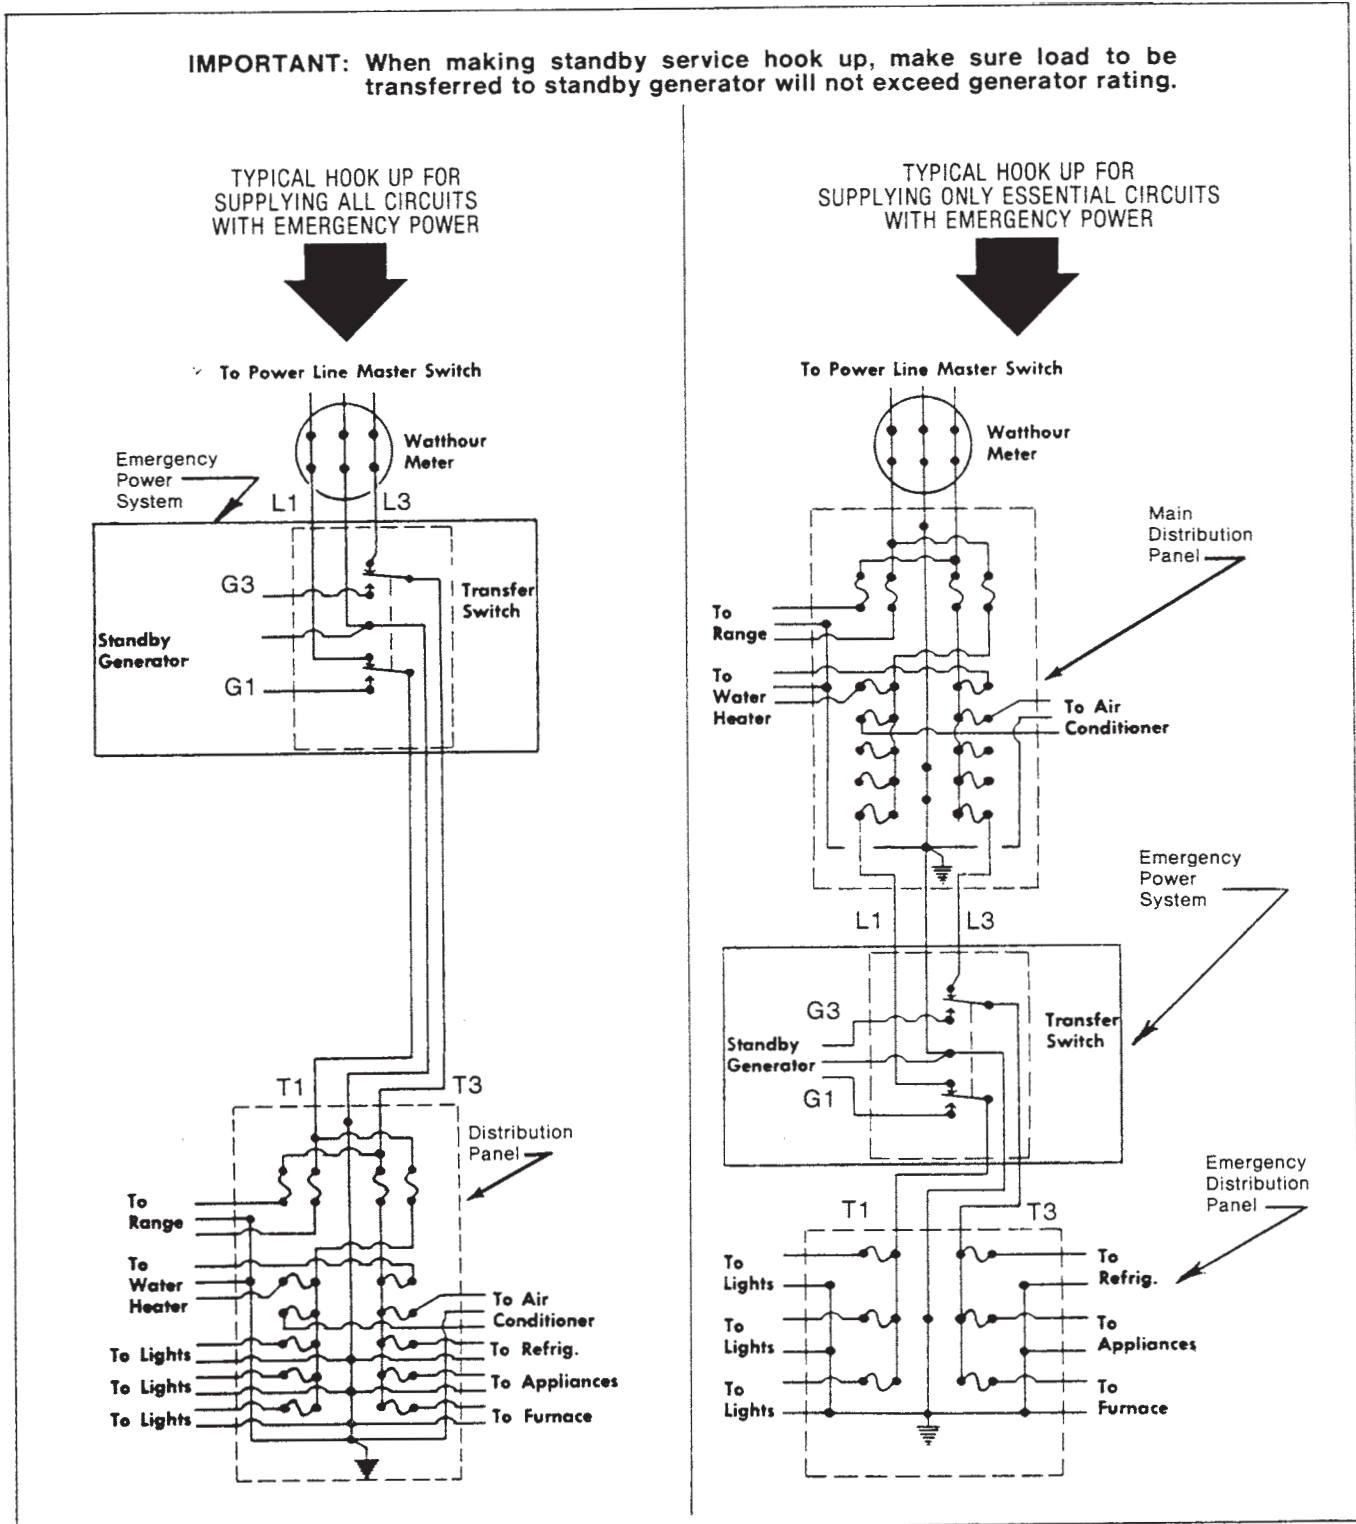 IMPORTANT: When making standby service hook up, make sure load to be
transferred to standby generator will not exceed generator rating.
TYPICAL HOOK UP FOR
SUPPLYING ALL CIRCUITS
WITH EMERGENCY POWER
To Power Line Master Switch
Watthour
Meter
Emergency
Power
System
L1
L3
G3
Transfer
Switch
Standby
Generator
G1
T1
T3
Distribution
Panel
To
Range
To
Water
Heater
To Air
Conditioner
To Lights
To Refrig.
To Lights
To Appliances
To Lights
To Furnace
TYPICAL HOOK UP FOR
SUPPLYING ONLY ESSENTIAL CIRCUITS
WITH EMERGENCY POWER
To Power Line Master Switch
Watthour
Meter
Main
Distribution
Panel
To
Range
To
Water
Heater
To Air
Conditioner
Emergency
Power
System
L1
L3
G3
Transfer
Switch
Standby
Generator
G1
Emergency
Distribution
Panel
T1
T3
To
Lights
To
Refrig.
To
Lights
To
Appliances
To
Lights
To
Furnace